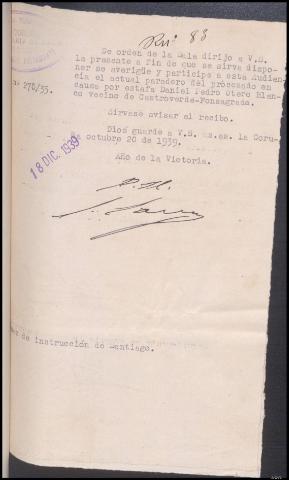 83
De orden de la Sala dirijo a V.S.
la presente a fin de que se sirva dispo-
ner se averigüe y participe a esta Audien-
cia el actual paradero del procesado en
causa por estafa Daniel Pedro Otero Blan-
co vecino de Castroverde-Fonsagrada.
270/35.
Sírvase avisar al recibo.
Dios guarde a V.S. ms.as. la Coru-
octubre 20 de 1939.
18 DIC. 1939
Año de la Victoria.
de instrucción de Santiago.